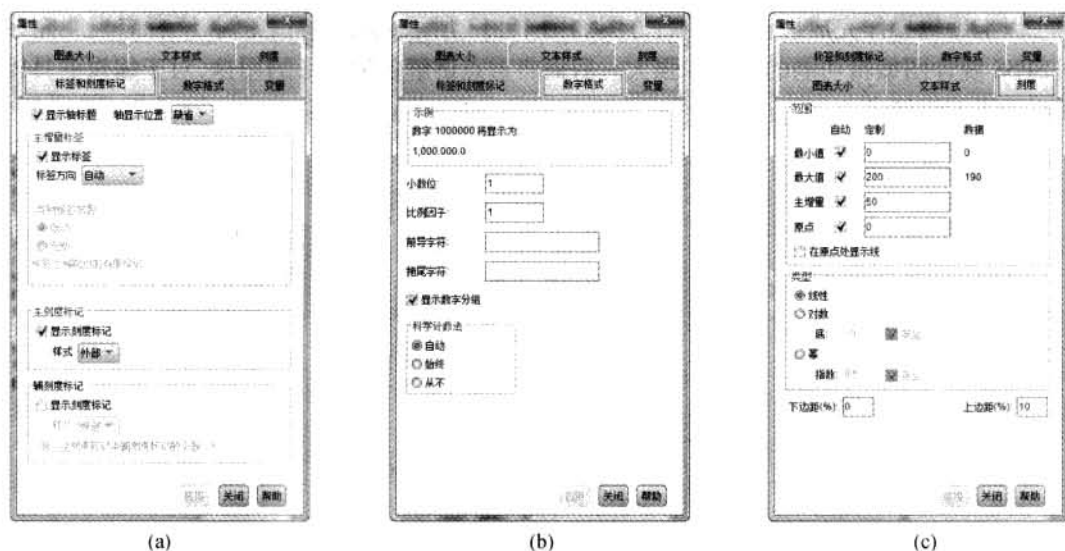 属性
图表大小 文本样式 刻度
标签和刻度标记 数字格式 变量
显示轴标题 轴显示位置 缺省
主增量标签
显示标签
标签方向 自动
主刻度标记
显示刻度标记
样式 外部
辅刻度标记
显示刻度标记
关闭 帮助
(a)
属性
图表大小 文本样式 刻度
标签和刻度标记 数字格式 变量
示例
数字 1000000 将显示为
1,000,000.0
小数位: 1
比例因子: 1
前导字符:
拖尾字符:
显示数字分组
科学计数法
自动
始终
从不
关闭 帮助
(b)
属性
标签和刻度标记 数字格式 变量
图表大小 文本样式 刻度
范围
自动 定制 数据
最小值 0 0
最大值 200 190
主增量 50
原点 0
在原点处显示线
类型
线性
对数
底:
幂
指数:
下边距(%): 0 上边距(%): 10
关闭 帮助
(c)